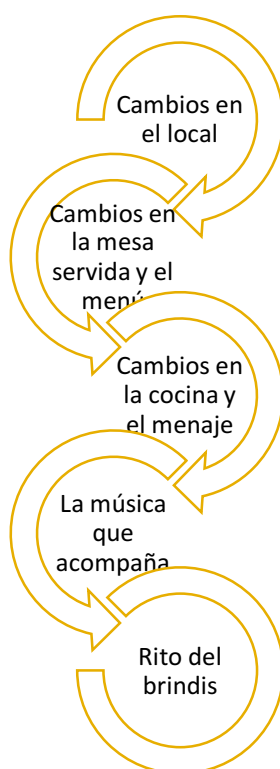 Cambios en
el local
Cambios en
la mesa
servida y el
menú
Cambios en
la cocina y
el menaje
La música
que
acompaña
Rito del
brindis